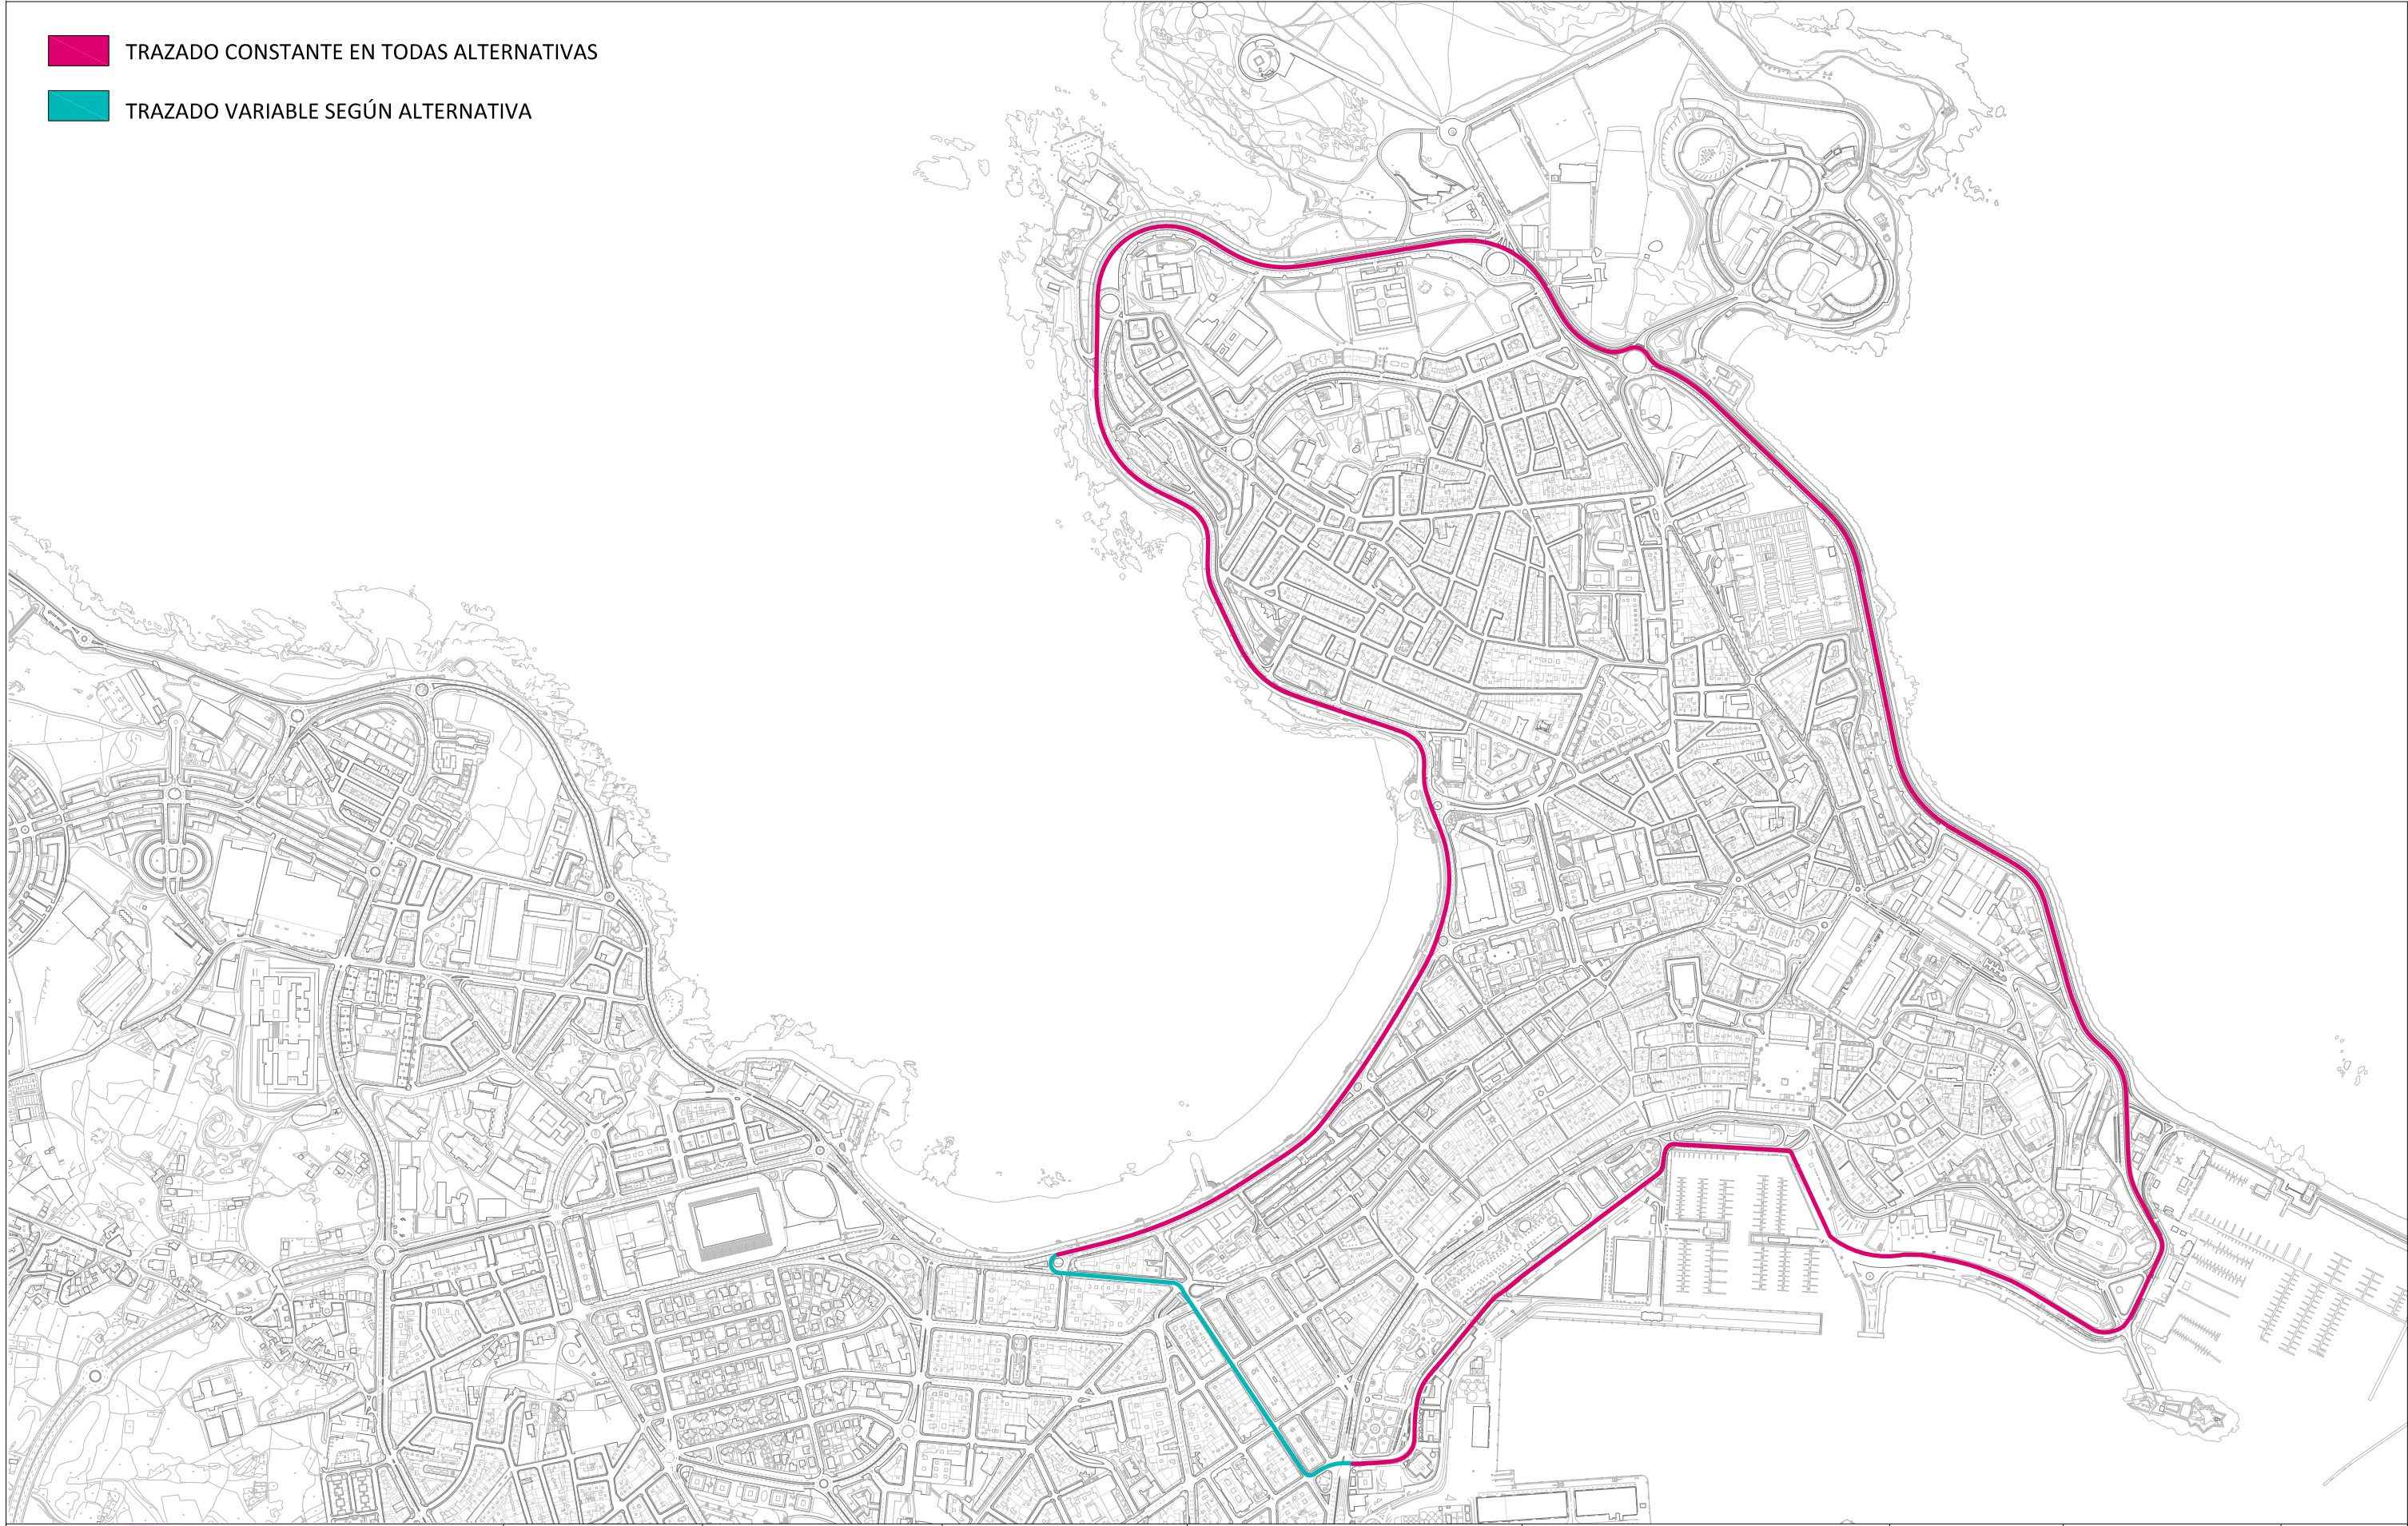 TRAZADO CONSTANTE EN TODAS ALTERNATIVAS
TRAZADO VARIABLE SEGÚN ALTERNATIVA